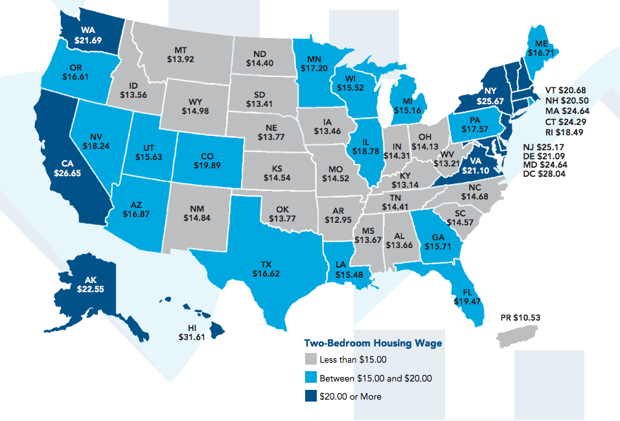 WA
$21.69
OR
$16.61
CA
$26.65
ID
$13.56
NV
$18.24
MT
$13.92
WY
$14.98
UT
$15.63
CO
$19.89
AZ
$16.87
NM
$14.84
ND
$14.40
SD
$13.41
NE
$13.77
KS
$14.54
OK
$13.77
TX
$16.62
MN
$17.20
IA
$13.46
MO
$14.52
AR
$12.95
LA
$15.48
WI
$15.52
IL
$18.78
MI
$15.16
IN
$14.31
OH
$14.13
KY
$13.14
TN
$14.41
MS
$13.67
AL
$13.66
GA
$15.71
FL
$19.47
SC
$14.57
NC
$14.68
WV
$13.21
VA
$21.10
PA
$17.57
NY
$25.67
ME
$16.71
VT $20.68
NH $20.50
MA $24.64
CT $24.29
RI $18.49
NJ $25.17
DE $21.09
MD $24.64
DC $28.04
AK
$22.55
HI
$31.61
PR $10.53
Two-Bedroom Housing Wage
Less than $15.00
Between $15.00 and $20.00
$20.00 or More